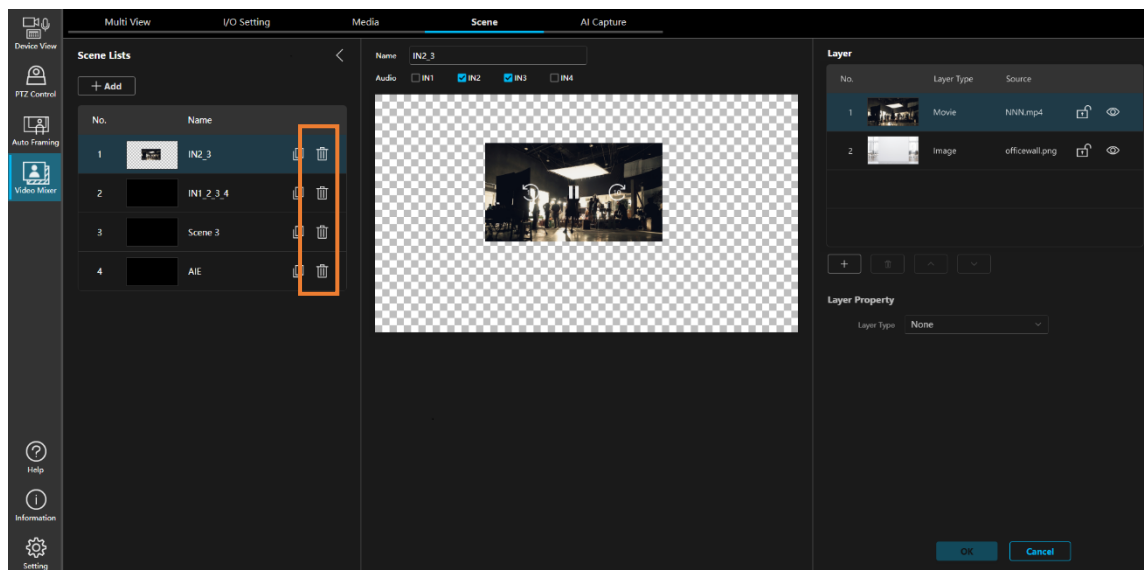 Multi View I/O Setting Media Scene AI Capture
Device View
PTZ Control
Auto Framing
Video Mixer
Help
Information
Setting
Scene Lists
+ Add
No. Name
1 IN2_3
2 IN1_2_3_4
3 Scene 3
4 AIE
Name IN2_3
Audio IN1 IN2 IN3 IN4
10 10
Layer
No. Layer Type Source
1 Movie NNN.mp4
2 Image officewall.png
Layer Property
Layer Type None
OK Cancel